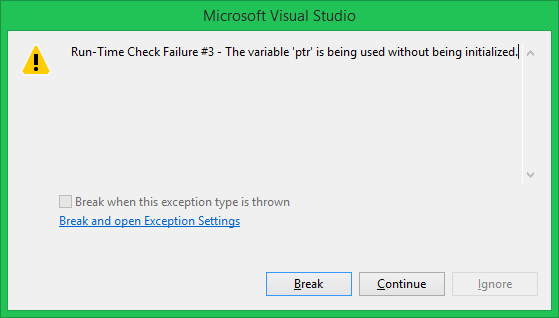 Microsoft Visual Studio
Run-Time Check Failure #3 - The variable 'ptr' is being used without being initialized.
Break when this exception type is thrown
Break and open Exception Settings
Break
Continue
Ignore